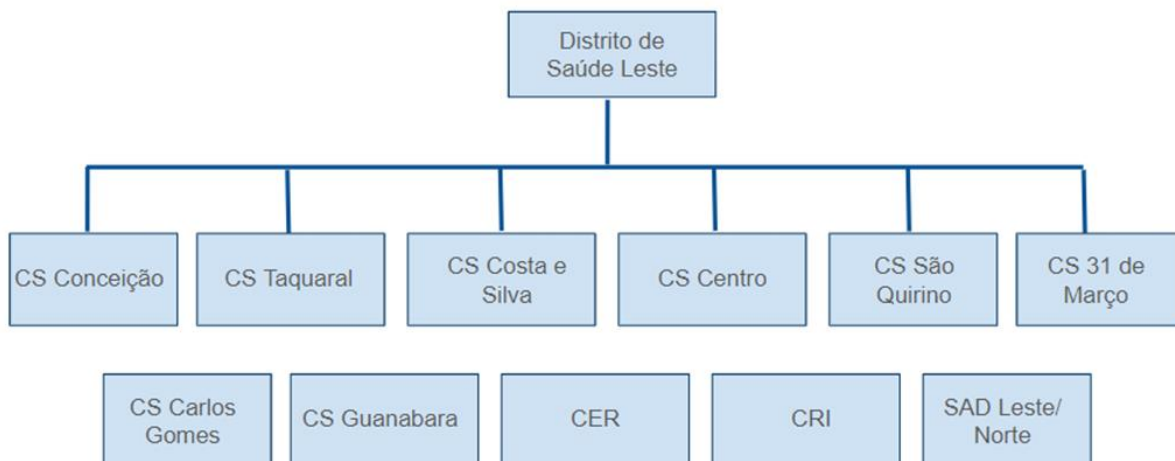 Distrito de
Saúde Leste
CS Conceição
CS Taquaral
CS Costa e
Silva
CS Centro
CS São
Quirino
CS 31 de
Março
CS Carlos
Gomes
CS Guanabara
CER
CRI
SAD Leste/
Norte